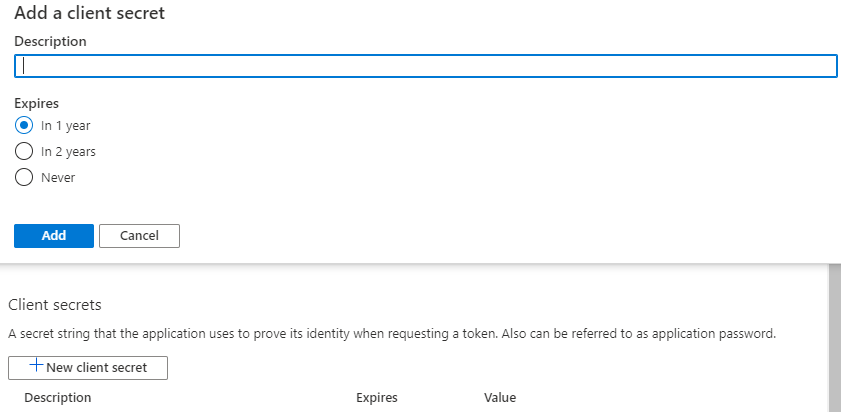 Add a client secret
Description
Expires
In 1 year
In 2 years
Never
Add Cancel
Client secrets
A secret string that the application uses to prove its identity when requesting a token. Also can be referred to as application password.
New client secret
Description Expires Value